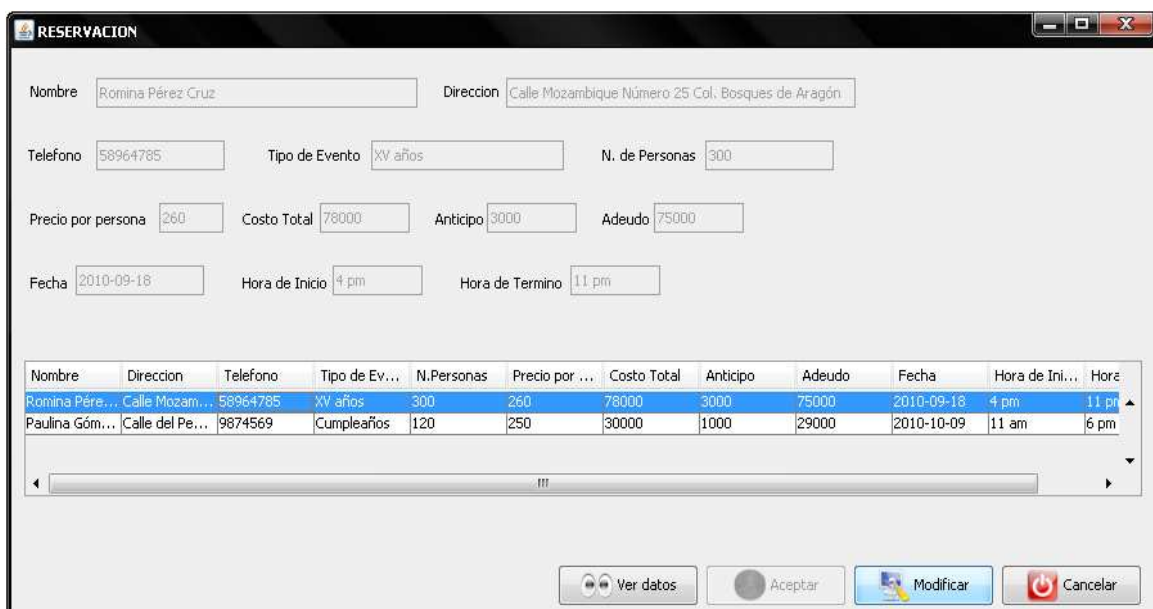 RESERVACION
Nombre Romina Pérez Cruz Direccion Calle Mozambique Número 25 Col. Bosques de Aragón
Telefono 58964785 Tipo de Evento XV años N. de Personas 300
Precio por persona 260 Costo Total 78000 Anticipo 3000 Adeudo 75000
Fecha 2010-09-18 Hora de Inicio 4 pm Hora de Termino 11 pm
Nombre Direccion Telefono Tipo de Ev... N.Personas Precio por ... Costo Total Anticipo Adeudo Fecha Hora de Ini... Hora
Romina Pére... Calle Mozam... 58964785 XV años 300 260 78000 3000 75000 2010-09-18 4 pm 11 pm
Paulina Góm... Calle del Pe... 9874569 Cumpleaños 120 250 30000 1000 29000 2010-10-09 11 am 6 pm
Ver datos Aceptar Modificar Cancelar